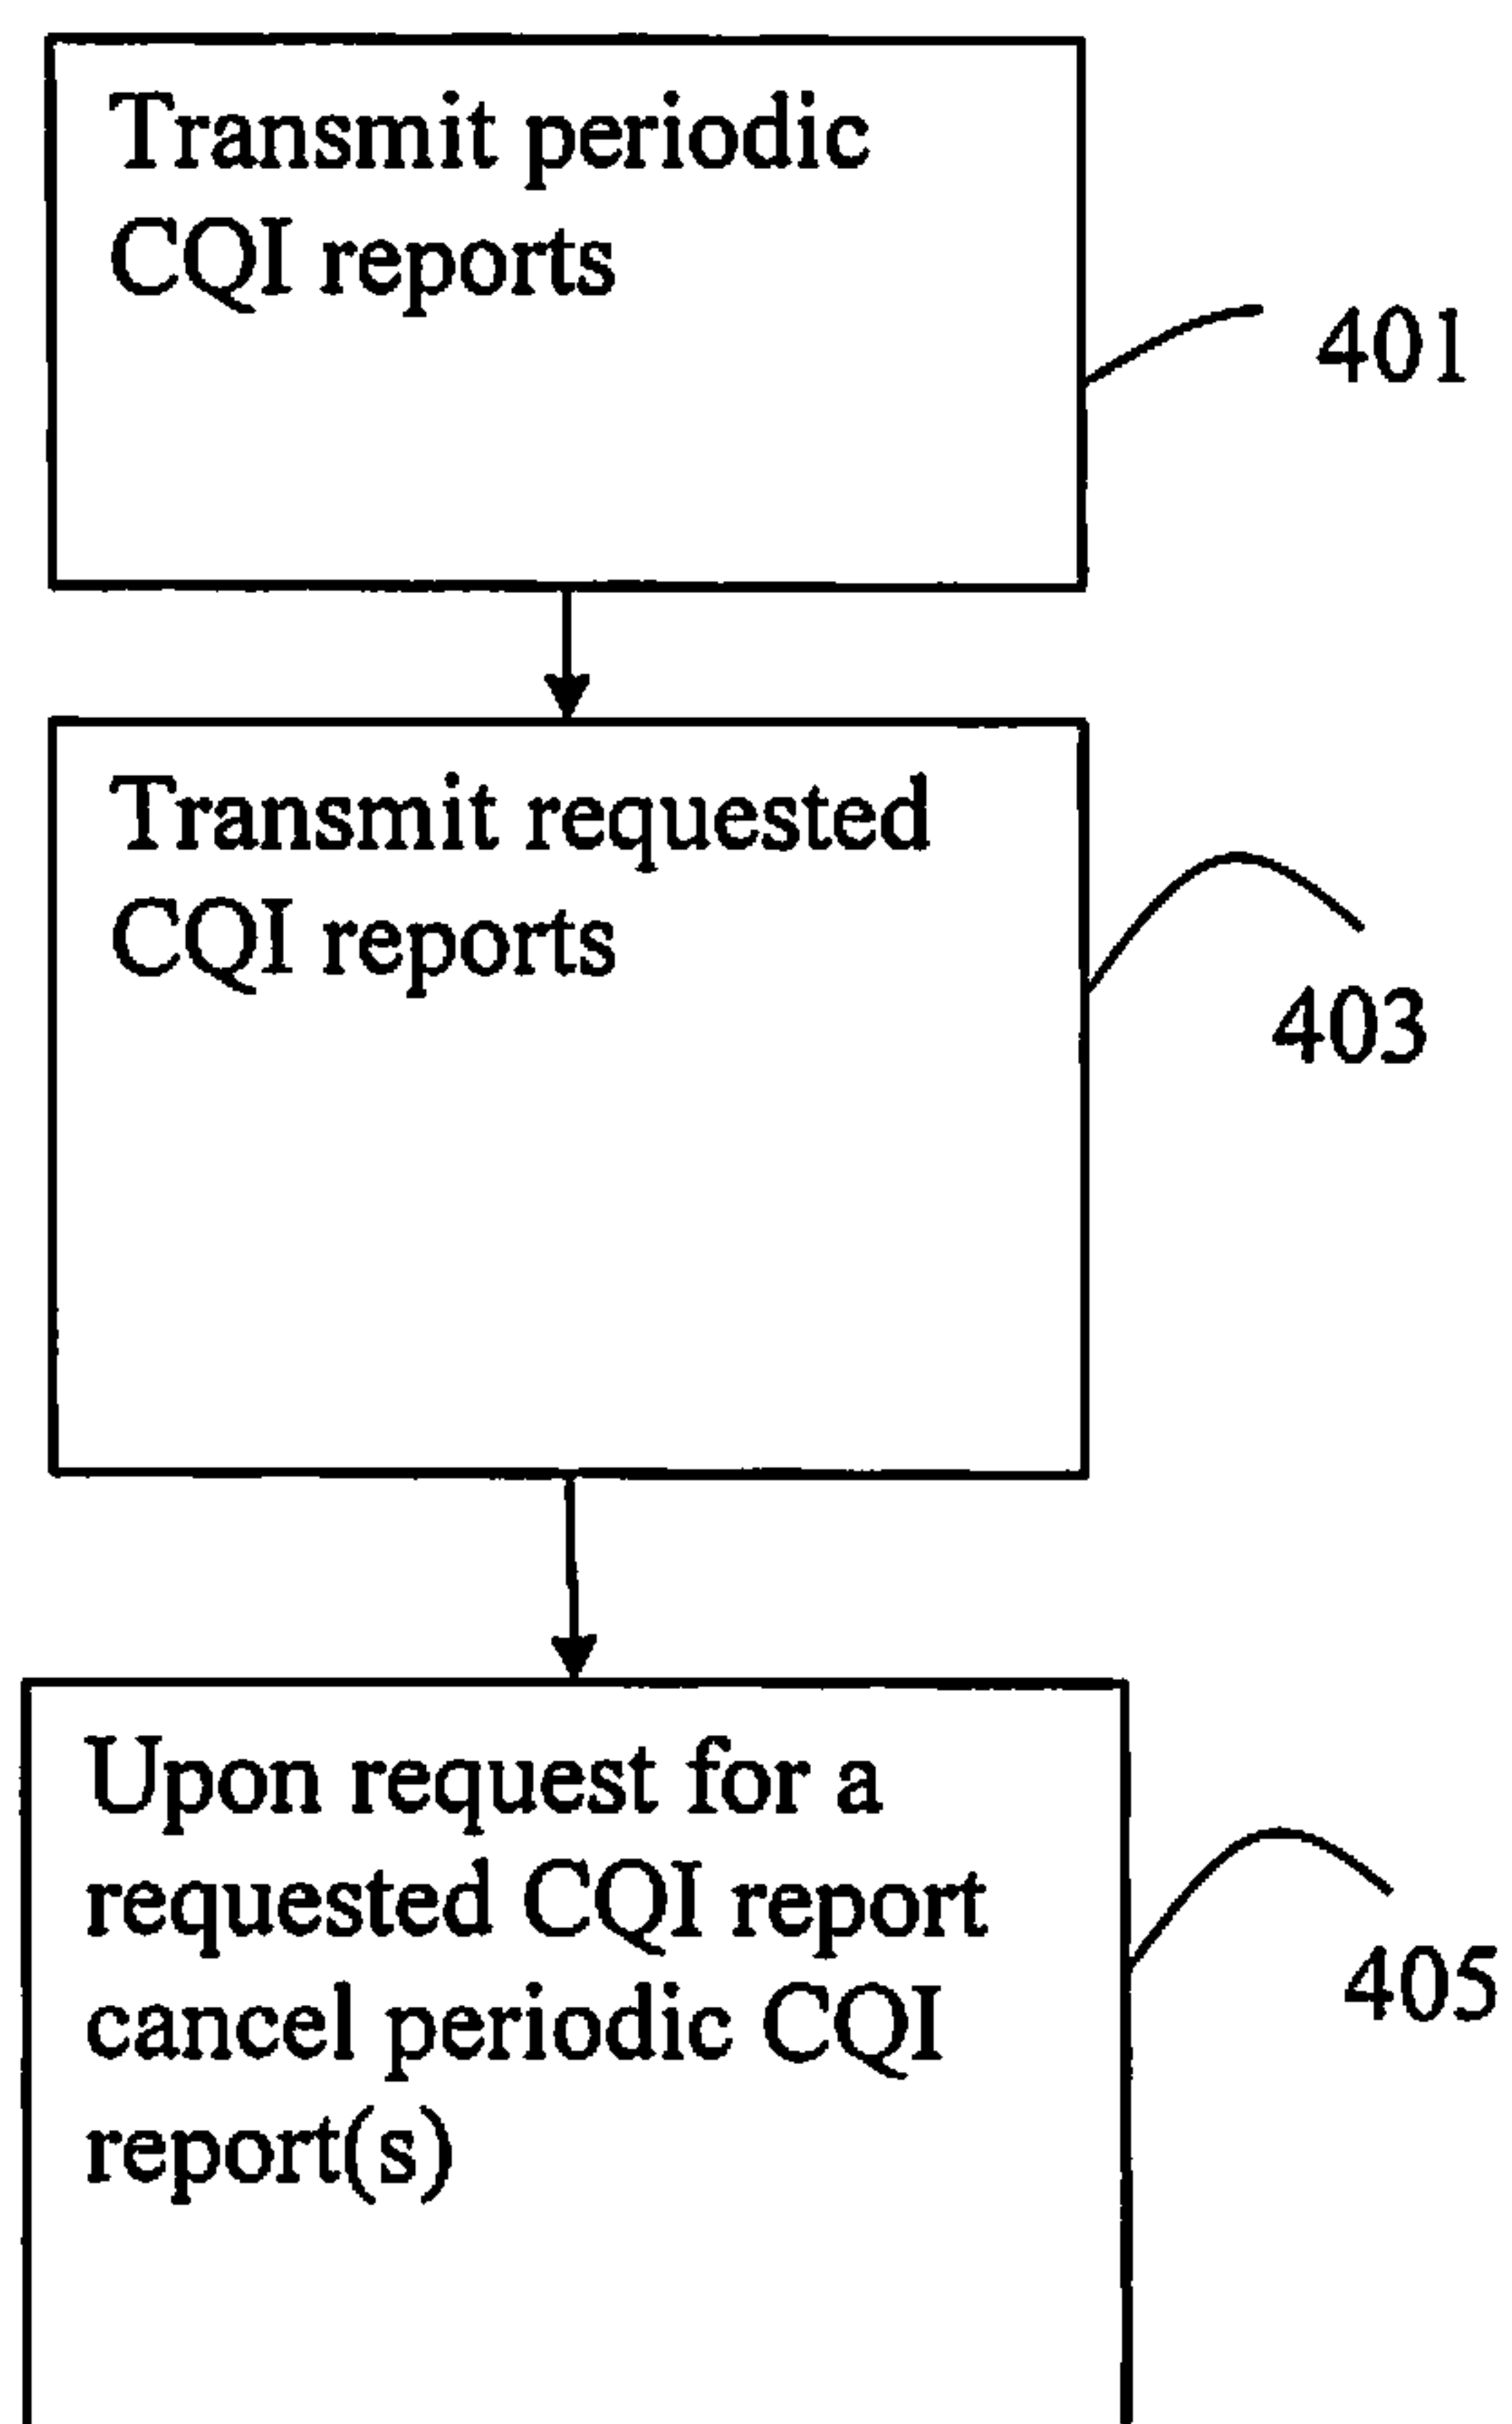 Transmit periodic
CQI reports
401
Transmit requested
CQI reports
403
Upon request for a
requested CQI report
cancel periodic CQI
report(s)
405